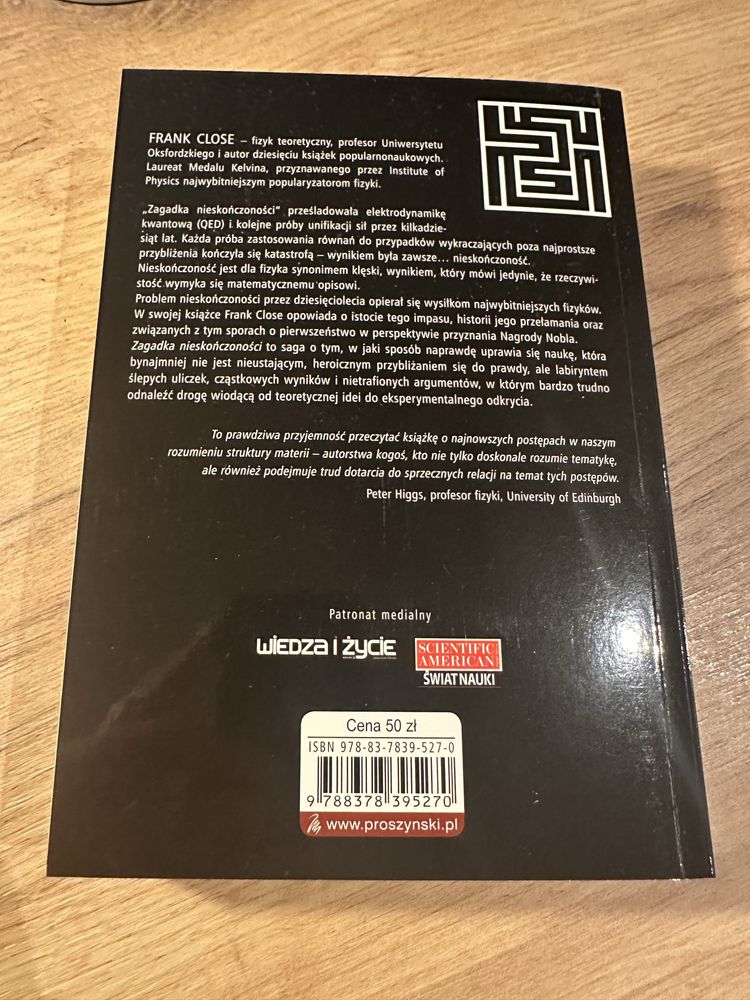 FRANK CLOSE – fizyk teoretyczny, profesor Uniwersytetu
Oksfordzkiego i autor dziesięciu książek popularnonaukowych.
Laureat Medalu Kelvina, przyznawanego przez Institute of
Physics najwybitniejszym popularyzatorom fizyki.
„Zagadka nieskończoności” prześladowała elektrodynamikę
kwantową (QED) i kolejne próby unifikacji sił przez kilkadzie-
siąt lat. Każda próba zastosowania równań do przypadków wykraczających poza najprostsze
przybliżenia kończyła się katastrofą – wynikiem była zawsze... nieskończoność.
Nieskończoność jest dla fizyka synonimem klęski, wynikiem, który mówi jedynie, że rzeczywi-
stość wymyka się matematycznemu opisowi.
Problem nieskończoności przez dziesięciolecia opierał się wysiłkom najwybitniejszych fizyków.
W swojej książce Frank Close opowiada o istocie tego impasu, historii jego przełamania oraz
związanych z tym sporach o pierwszeństwo w perspektywie przyznania Nagrody Nobla.
Zagadka nieskończoności to saga o tym, w jaki sposób naprawdę uprawia się naukę, która
bynajmniej nie jest nieustającym, heroicznym przybliżaniem się do prawdy, ale labiryntem
ślepych uliczek, cząstkowych wyników i nietrafionych argumentów, w którym bardzo trudno
odnaleźć drogę wiodącą od teoretycznej idei do eksperymentalnego odkrycia.
To prawdziwa przyjemność przeczytać książkę o najnowszych postępach w naszym
rozumieniu struktury materii – autorstwa kogoś, kto nie tylko doskonale rozumie tematykę,
ale również podejmuje trud dotarcia do sprzecznych relacji na temat tych postępów.
Peter Higgs, profesor fizyki, University of Edinburgh
Patronat medialny
WIEDZA I ŻYCIE
SCIENTIFIC
AMERICAN
ŚWIAT NAUKI
Cena 50 zł
ISBN 978-83-7839-527-0
9 788378 395270
www.proszynski.pl